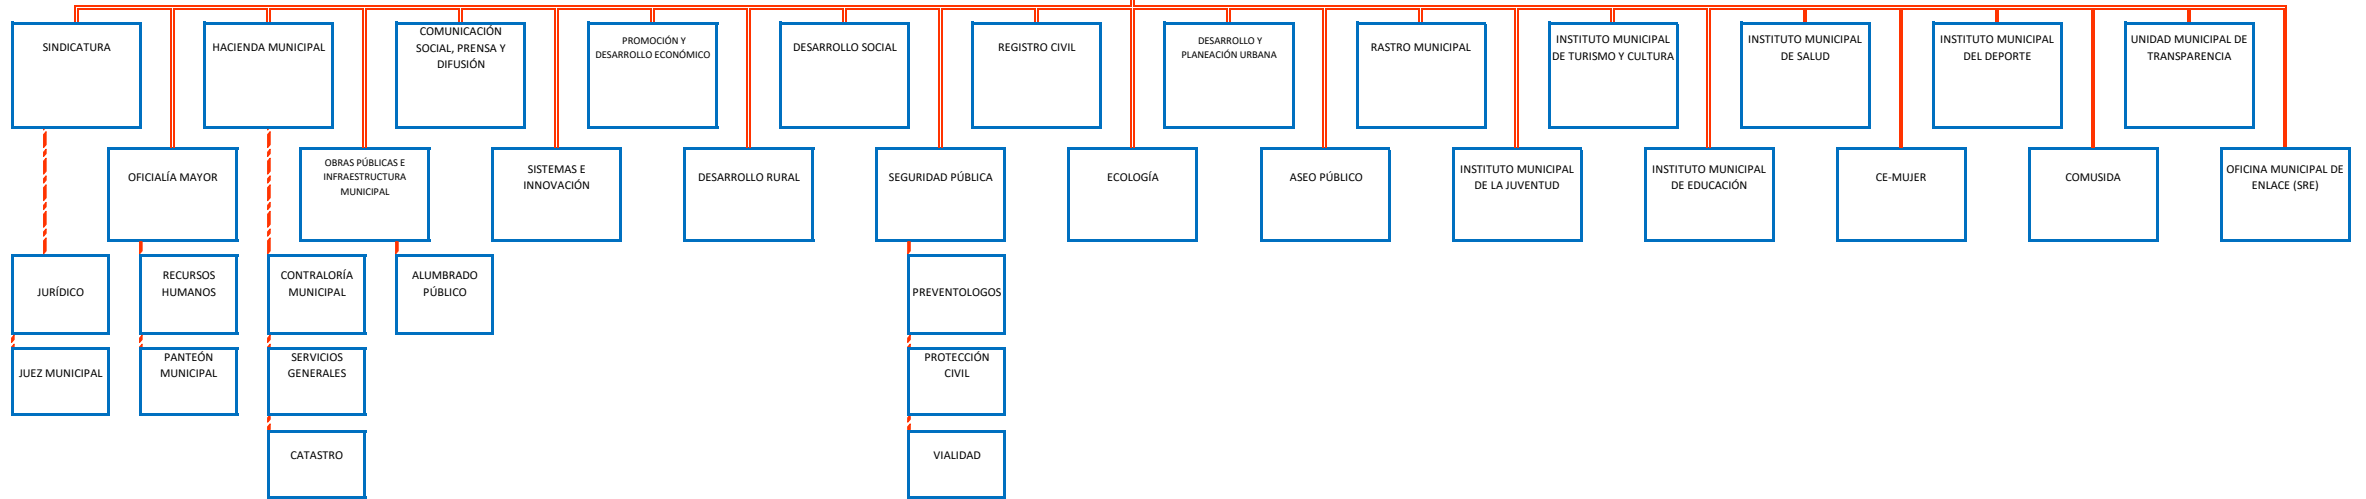 SINDICATURA
HACIENDA MUNICIPAL
COMUNICACIÓN
SOCIAL, PRENSA Y
DIFUSIÓN
PROMOCIÓN Y
DESARROLLO ECONÓMICO
DESARROLLO SOCIAL
REGISTRO CIVIL
DESARROLLO Y
PLANEACIÓN URBANA
RASTRO MUNICIPAL
INSTITUTO MUNICIPAL
DE TURISMO Y CULTURA
INSTITUTO MUNICIPAL
DE SALUD
INSTITUTO MUNICIPAL
DEL DEPORTE
UNIDAD MUNICIPAL DE
TRANSPARENCIA
OFICIALÍA MAYOR
OBRAS PÚBLICAS E
INFRAESTRUCTURA
MUNICIPAL
SISTEMAS E
INNOVACIÓN
DESARROLLO RURAL
SEGURIDAD PÚBLICA
ECOLOGÍA
ASEO PÚBLICO
INSTITUTO MUNICIPAL
DE LA JUVENTUD
INSTITUTO MUNICIPAL
DE EDUCACIÓN
CE-MUJER
COMUSIDA
OFICINA MUNICIPAL DE
ENLACE (SRE)
JURÍDICO
RECURSOS
HUMANOS
CONTRALORÍA
MUNICIPAL
ALUMBRADO
PÚBLICO
PREVENTOLOGOS
JUEZ MUNICIPAL
PANTEÓN
MUNICIPAL
SERVICIOS
GENERALES
PROTECCIÓN
CIVIL
CATASTRO
VIALIDAD